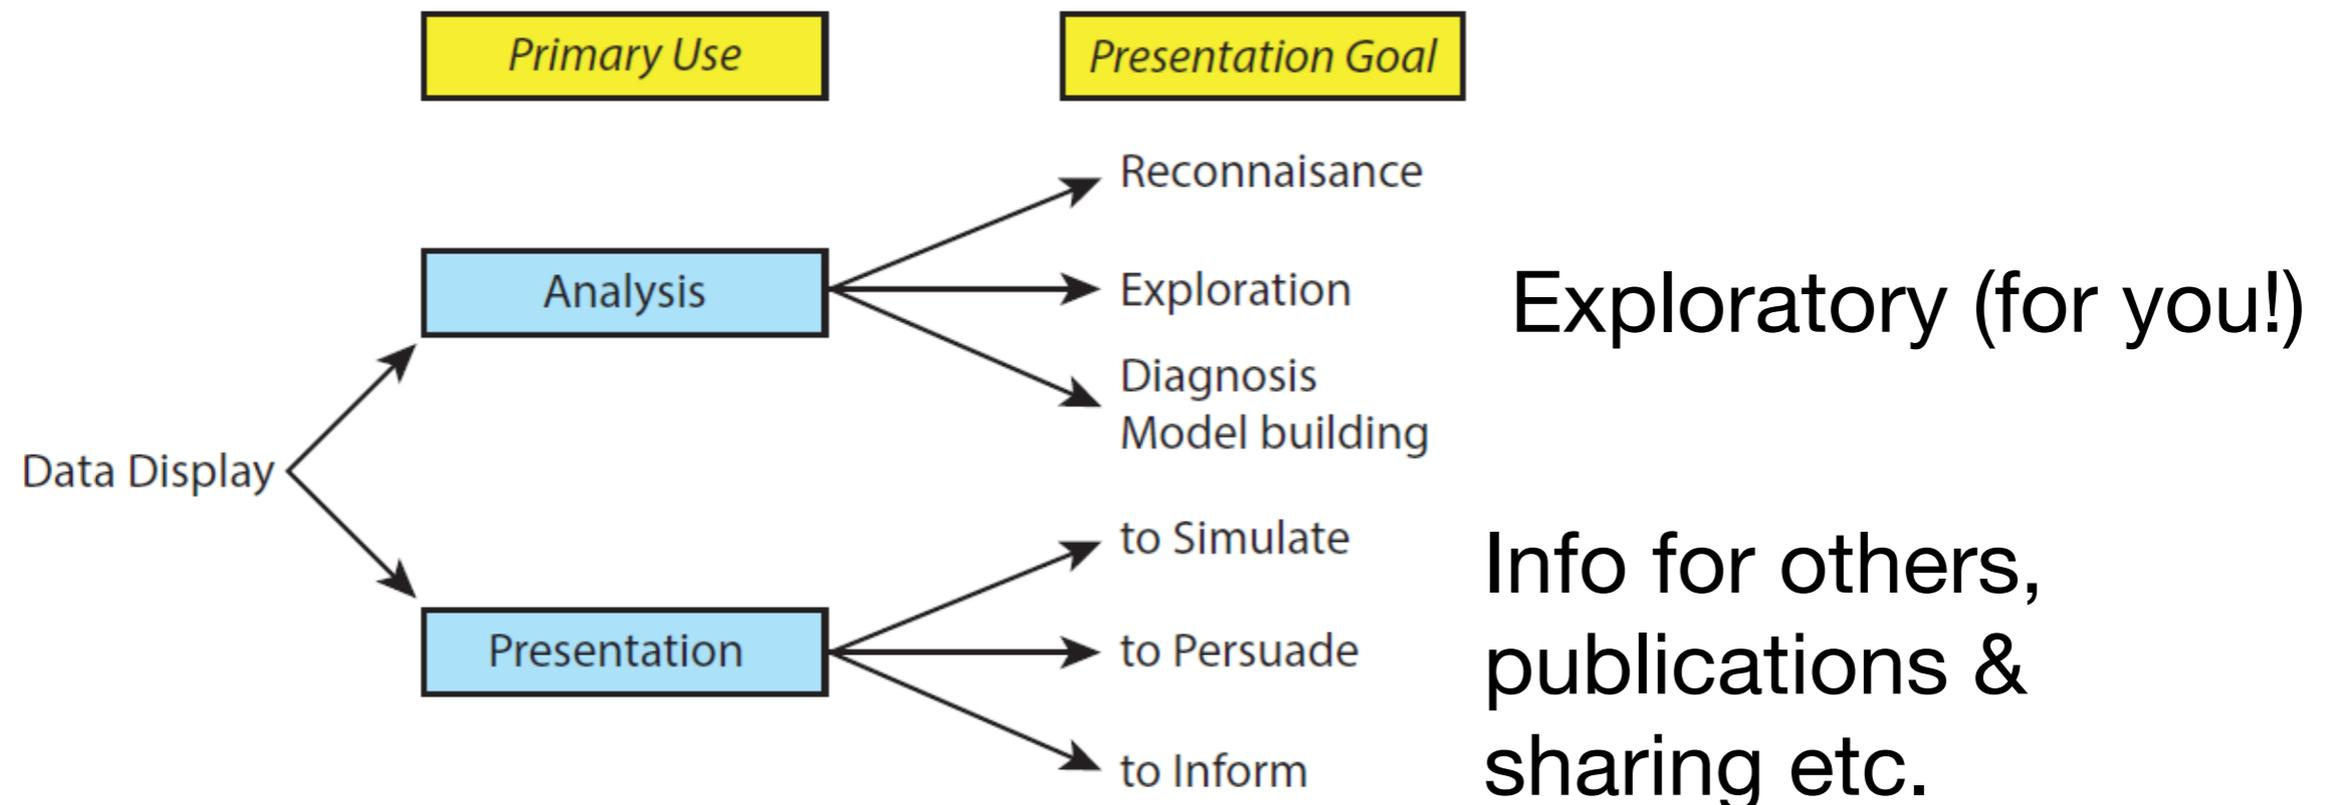 Primary Use
Presentation Goal
Reconnaisance
Analysis
Exploration
Exploratory (for you!)
Diagnosis
Model building
Data Display
to Simulate
Info for others,
Presentation
to Persuade
publications &
to Inform
sharing etc.